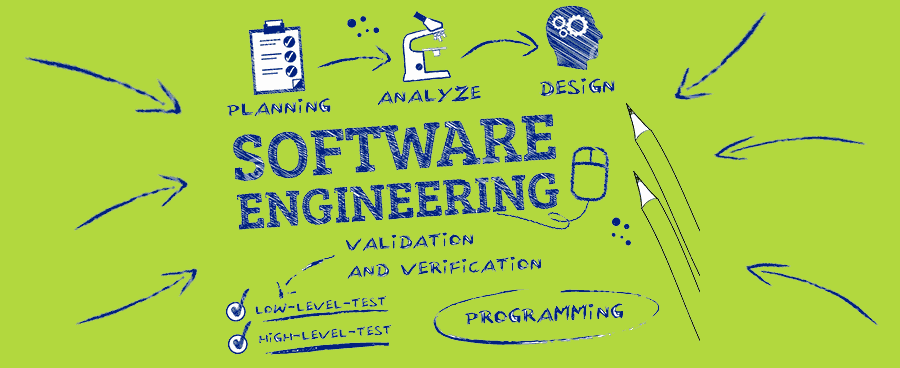 PLANNiNG
ANALYZE
DESiGN
SOFTWARE
ENGINEERING
VALiDATiON
AND VERiFiCATiON
LOW-LEVEL-TEST
HiGH-LEVEL-TEST
PROGRAMMiNG